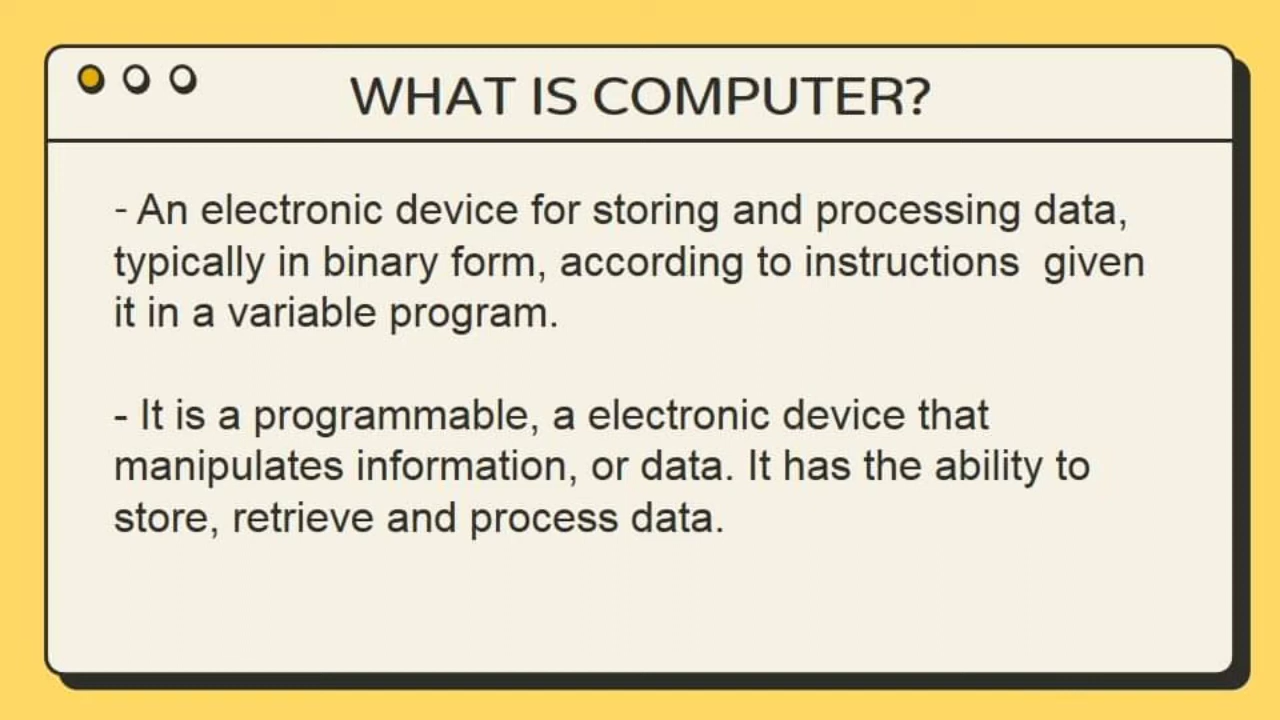 WHAT IS COMPUTER?
- An electronic device for storing and processing data,
typically in binary form, according to instructions  given
it in a variable program.
- It is a programmable, a electronic device that
manipulates information, or data. It has the ability to
store, retrieve and process data.